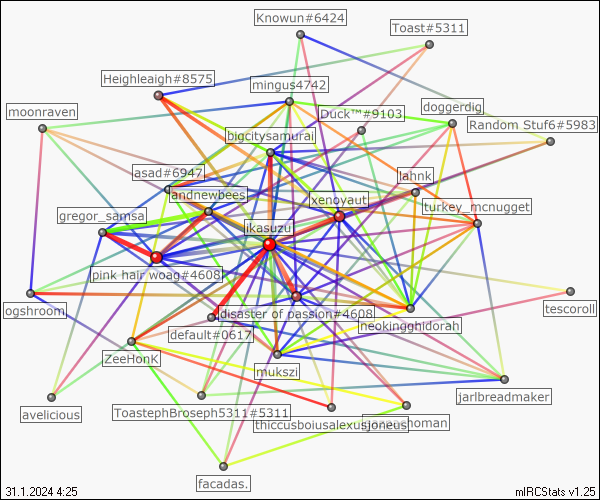 Knowun#6424
Toast#5311
Heighleigh#8575
mingus4742
moonraven
Duck™#9103
doggerdig
Random Stuf6#5983
bigcitysamurai
asad#6947
lahnk
andnewbees
xenoyaut
turkey_mcnugget
gregor_samsa
ikasuzu
pink hair woag#4608
ogshroom
disaster of passion#4608
tescoroll
default#0617
neokingghidorah
ZeeHonK
mukszi
jarlbreadmaker
avelicious
ToastephBroseph5311#5311
thiccusboiusalexusjoneus
facadas.
31.1.2024 4:25
mIRCStats v1.25